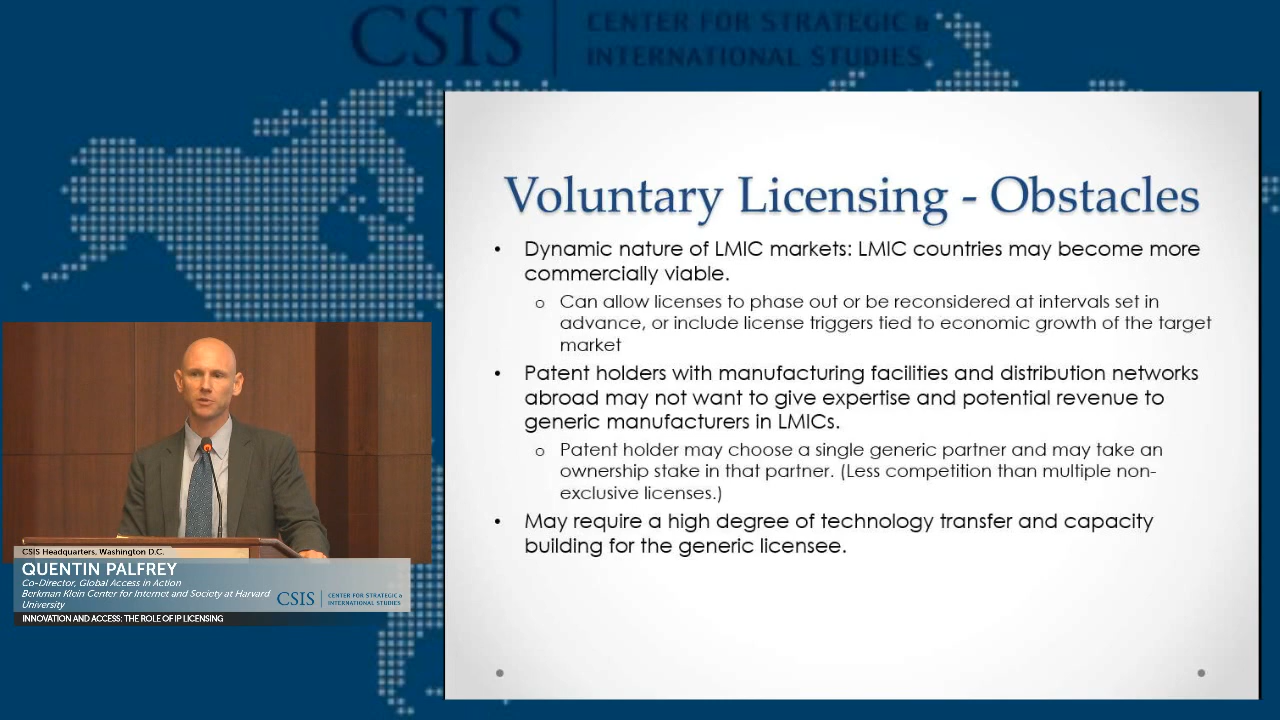 CSIS
CENTER FOR STRATEGIC &
INTERNATIONAL STUDIES
Voluntary Licensing - Obstacles
• Dynamic nature of LMIC markets: LMIC countries may become more
commercially viable.
o Can allow licenses to phase out or be reconsidered at intervals set in
advance, or include license triggers tied to economic growth of the target
market
• Patent holders with manufacturing facilities and distribution networks
abroad may not want to give expertise and potential revenue to
generic manufacturers in LMICs.
o Patent holder may choose a single generic partner and may take an
ownership stake in that partner. (Less competition than multiple non-
exclusive licenses.)
• May require a high degree of technology transfer and capacity
building for the generic licensee.
CSIS Headquarters, Washington D.C.
QUENTIN PALFREY
Co-Director, Global Access in Action
Berkman Klein Center for Internet and Society at Harvard
University
CSIS
CENTER FOR STRATEGIC &
INTERNATIONAL STUDIES
INNOVATION AND ACCESS: THE ROLE OF IP LICENSING